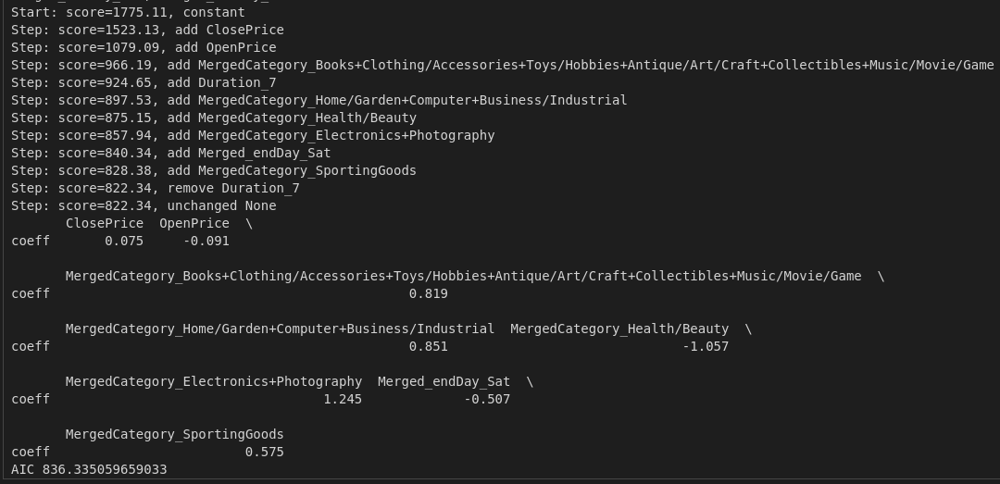 Start: score=1775.11, constant
Step: score=1523.13, add ClosePrice
Step: score=1079.09, add OpenPrice
Step: score=966.19, add MergedCategory_Books+Clothing/Accessories+Toys/Hobbies+Antique/Art/Craft+Collectibles+Music/Movie/Game
Step: score=924.65, add Duration_7
Step: score=897.53, add MergedCategory_Home/Garden+Computer+Business/Industrial
Step: score=875.15, add MergedCategory_Health/Beauty
Step: score=857.94, add MergedCategory_Electronics+Photography
Step: score=840.34, add Merged_endDay_Sat
Step: score=828.38, add MergedCategory_SportingGoods
Step: score=822.34, remove Duration_7
Step: score=822.34, unchanged None
ClosePrice  OpenPrice  \
coeff       0.075     -0.091
MergedCategory_Books+Clothing/Accessories+Toys/Hobbies+Antique/Art/Craft+Collectibles+Music/Movie/Game  \
coeff                                              0.819
MergedCategory_Home/Garden+Computer+Business/Industrial  MergedCategory_Health/Beauty  \
coeff                                              0.851                              -1.057
MergedCategory_Electronics+Photography  Merged_endDay_Sat  \
coeff                                   1.245             -0.507
MergedCategory_SportingGoods
coeff                         0.575
AIC 836.335059659033